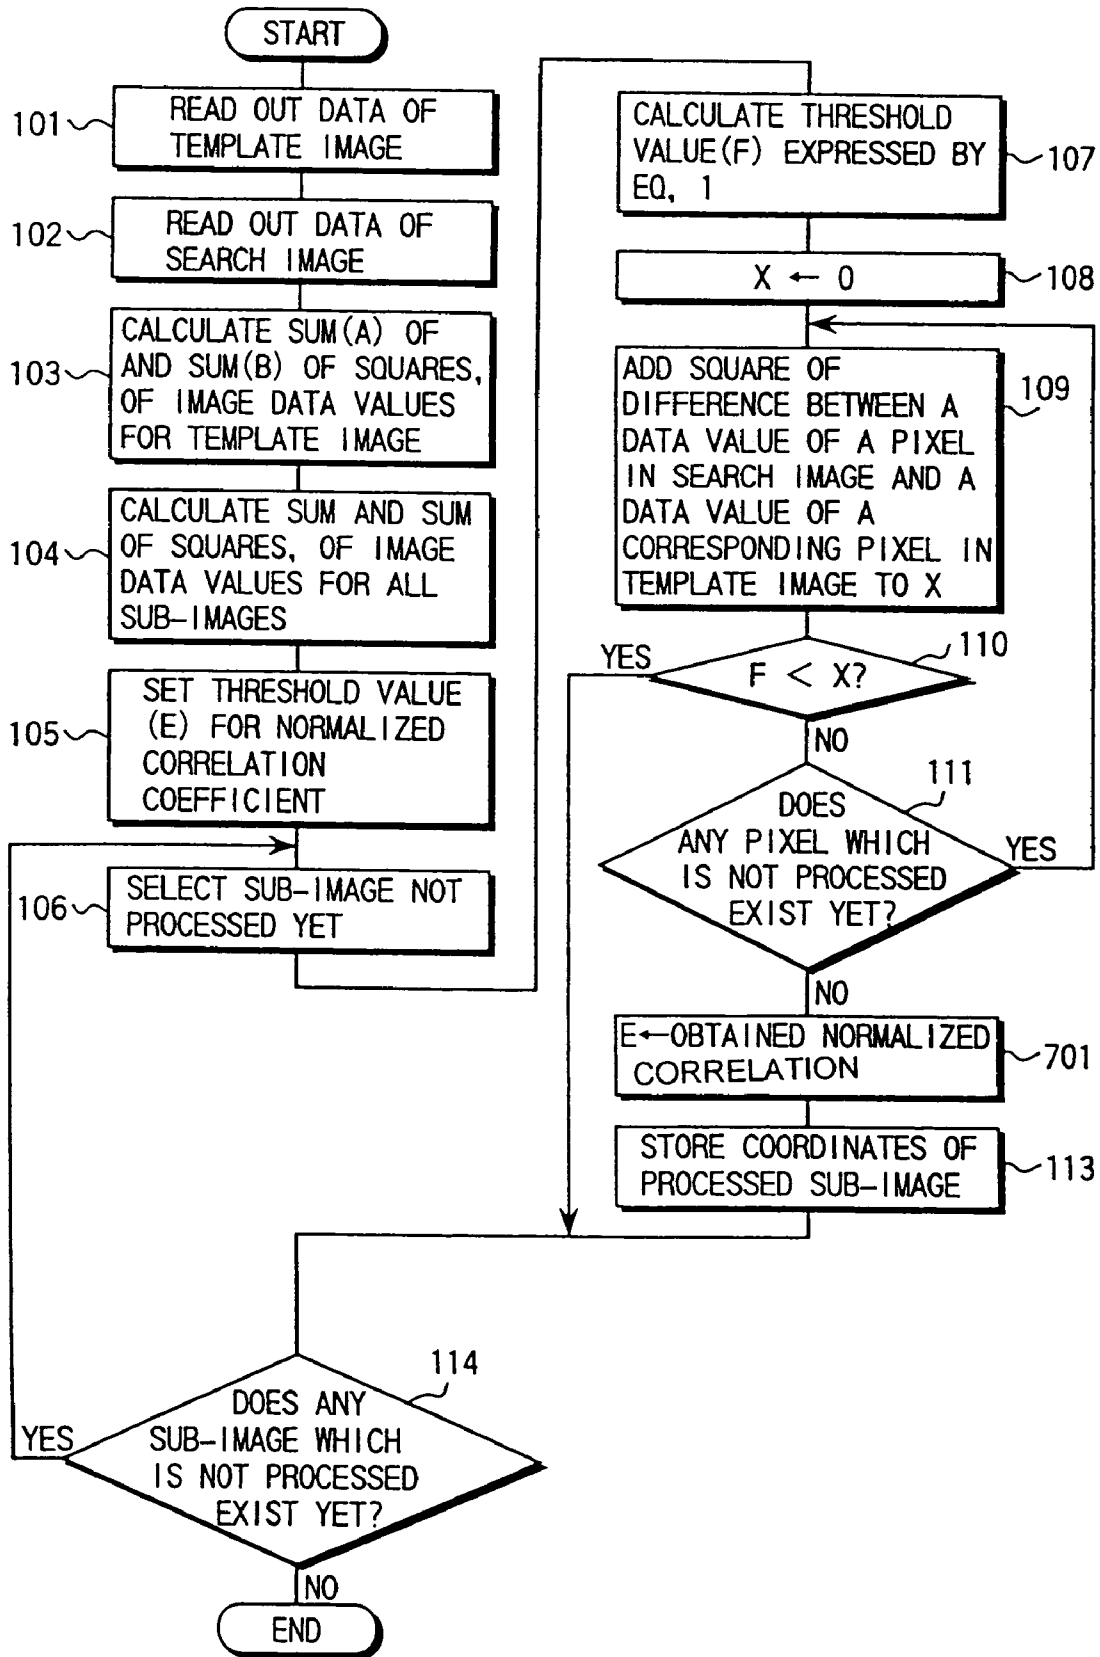 START
101
READ OUT DATA OF
TEMPLATE IMAGE
102
READ OUT DATA OF
SEARCH IMAGE
103
CALCULATE SUM(A) OF
AND SUM(B) OF SQUARES,
OF IMAGE DATA VALUES
FOR TEMPLATE IMAGE
104
CALCULATE SUM AND SUM
OF SQUARES, OF IMAGE
DATA VALUES FOR ALL
SUB-IMAGES
105
SET THRESHOLD VALUE
(E) FOR NORMALIZED
CORRELATION
COEFFICIENT
106
SELECT SUB-IMAGE NOT
PROCESSED YET
CALCULATE THRESHOLD
VALUE(F) EXPRESSED BY
EQ, 1
107
X ← 0
108
ADD SQUARE OF
DIFFERENCE BETWEEN A
DATA VALUE OF A PIXEL
IN SEARCH IMAGE AND A
DATA VALUE OF A
CORRESPONDING PIXEL IN
TEMPLATE IMAGE TO X
109
YES
F < X?
110
NO
111
DOES
ANY PIXEL WHICH
IS NOT PROCESSED
EXIST YET?
YES
NO
E←OBTAINED NORMALIZED
CORRELATION
701
STORE COORDINATES OF
PROCESSED SUB-IMAGE
113
114
YES
DOES ANY
SUB-IMAGE WHICH
IS NOT PROCESSED
EXIST YET?
NO
END